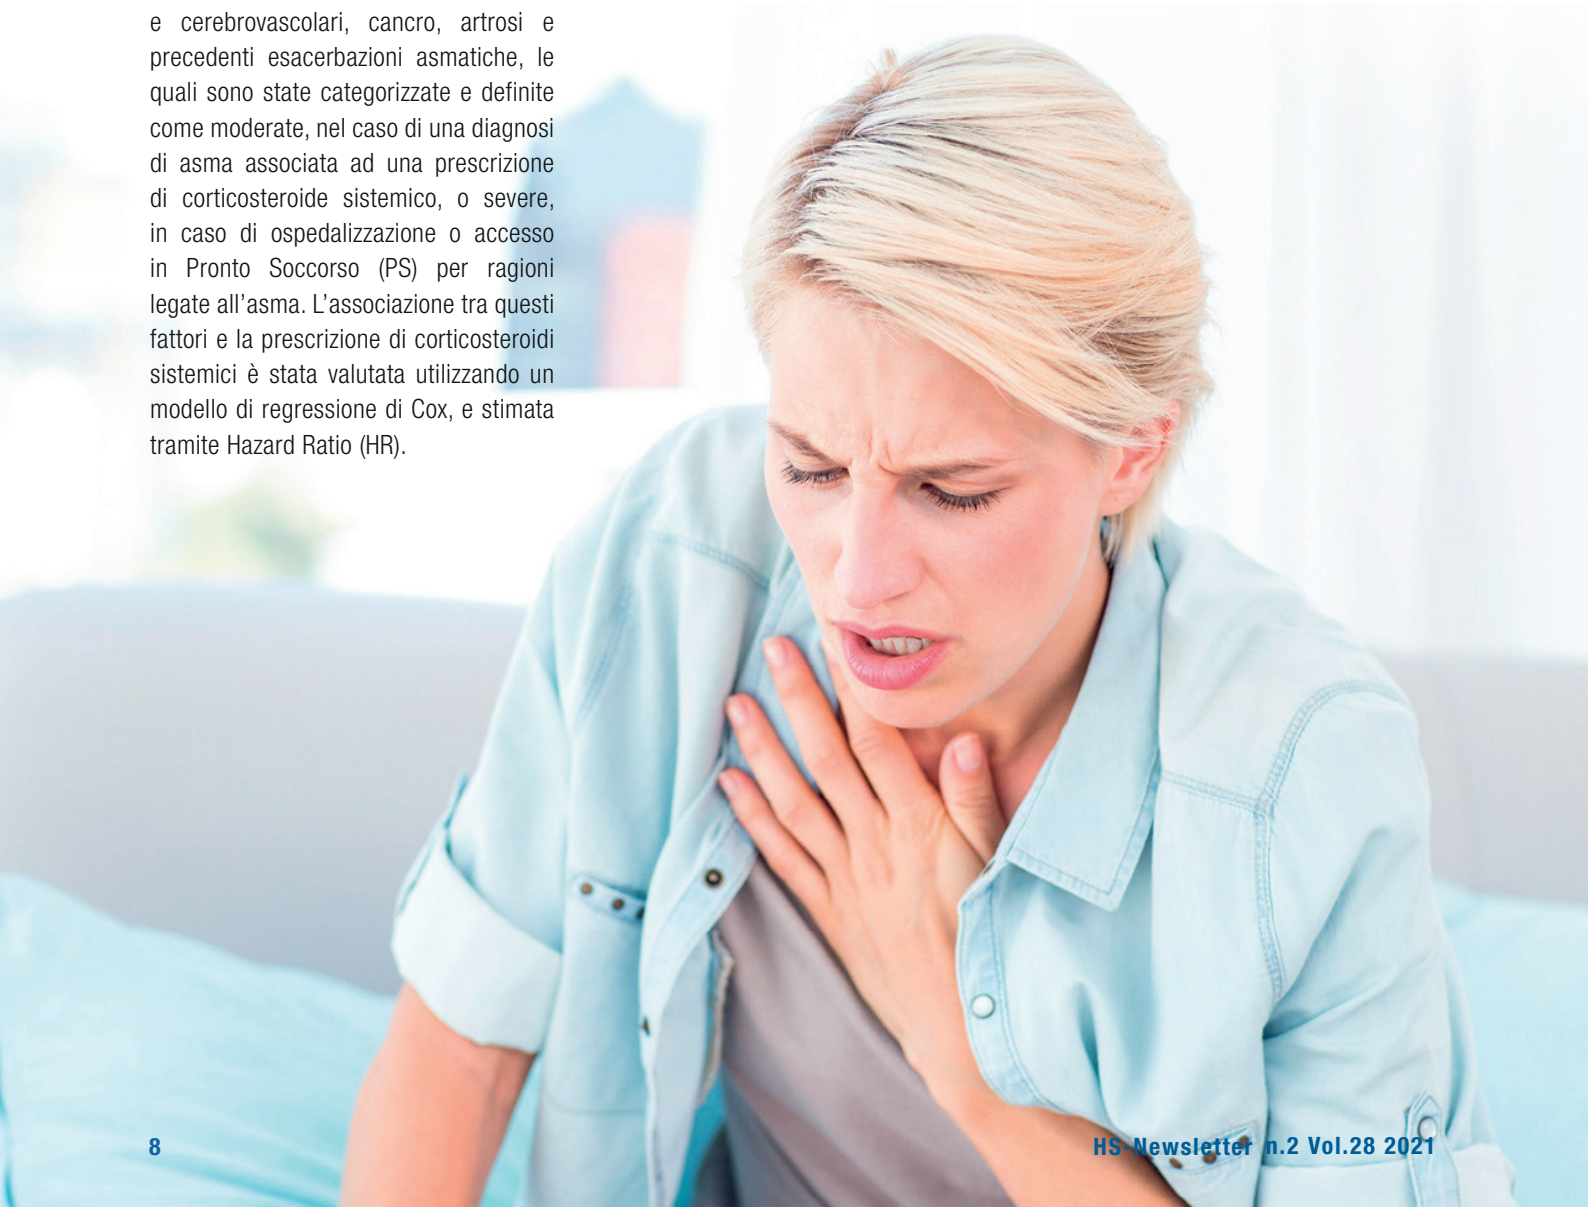 e cerebrovascolari, cancro, artrosi e
precedenti esacerbazioni asmatiche, le
quali sono state categorizzate e definite
come moderate, nel caso di una diagnosi
di asma associata ad una prescrizione
di corticosteroide sistemico, o severe,
in caso di ospedalizzazione o accesso
in Pronto Soccorso (PS) per ragioni
legate all’asma. L’associazione tra questi
fattori e la prescrizione di corticosteroidi
sistemici è stata valutata utilizzando un
modello di regressione di Cox, e stimata
tramite Hazard Ratio (HR).
8
HS-Newsletter n.2 Vol.28 2021